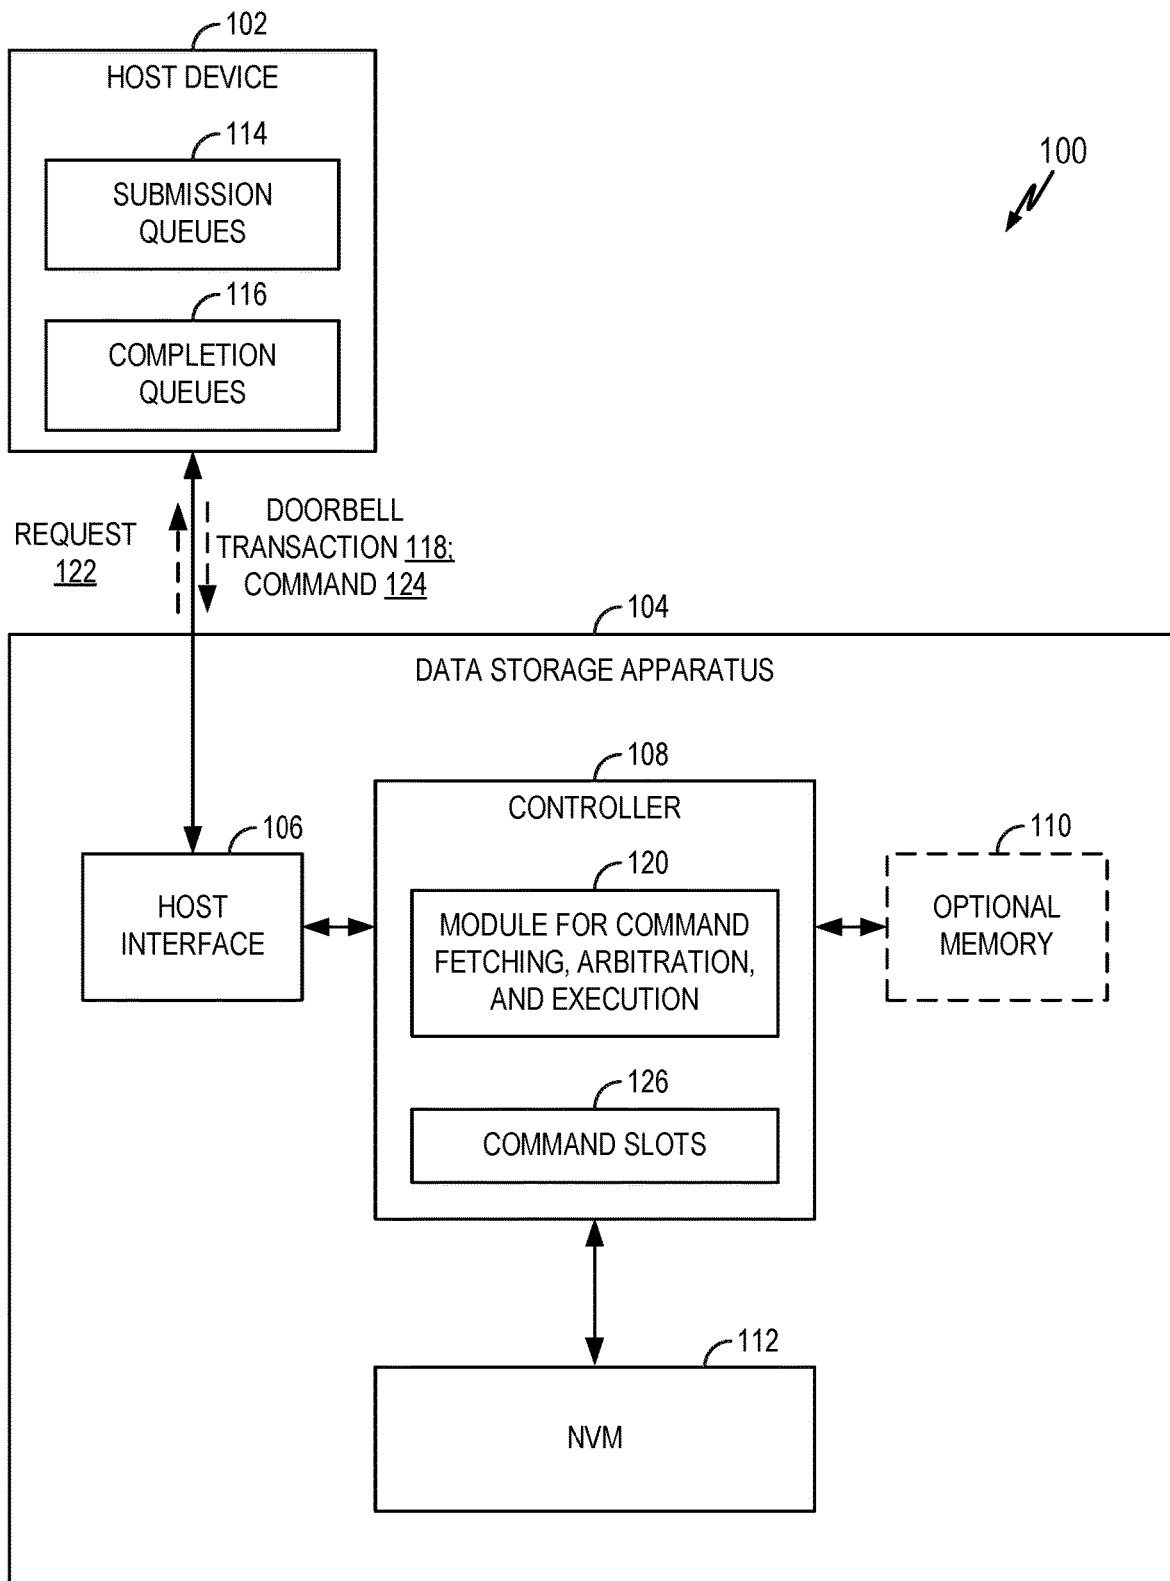 102
HOST DEVICE
114
SUBMISSION
QUEUES
100
116
COMPLETION
QUEUES
REQUEST
122
DOORBELL
TRANSACTION 118;
COMMAND 124
104
DATA STORAGE APPARATUS
108
CONTROLLER
106
HOST
INTERFACE
120
MODULE FOR COMMAND
FETCHING, ARBITRATION,
AND EXECUTION
110
OPTIONAL
MEMORY
126
COMMAND SLOTS
112
NVM